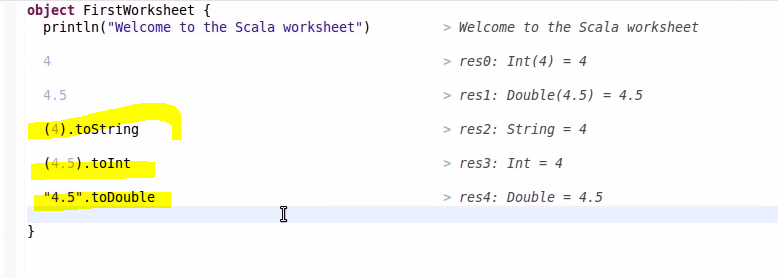 object FirstWorksheet {
println("Welcome to the Scala worksheet") > Welcome to the Scala worksheet
4 > res0: Int(4) = 4
4.5 > res1: Double(4.5) = 4.5
(4).toString > res2: String = 4
(4.5).toInt > res3: Int = 4
"4.5".toDouble > res4: Double = 4.5
}